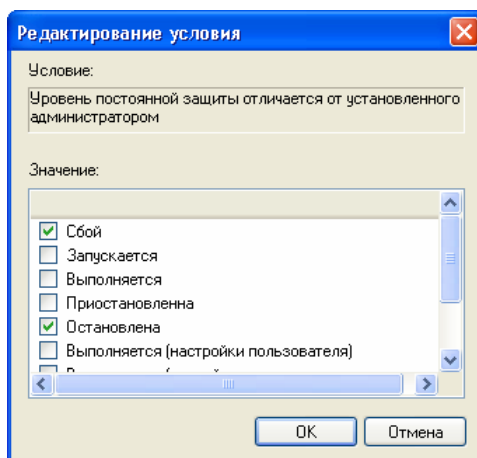 Редактирование условия
Условие:
Уровень постоянной защиты отличается от установленного
администратором
Значение:
Сбой
Запускается
Выполняется
Приостановленна
Остановлена
Выполняется (настройки пользователя)
OK Отмена